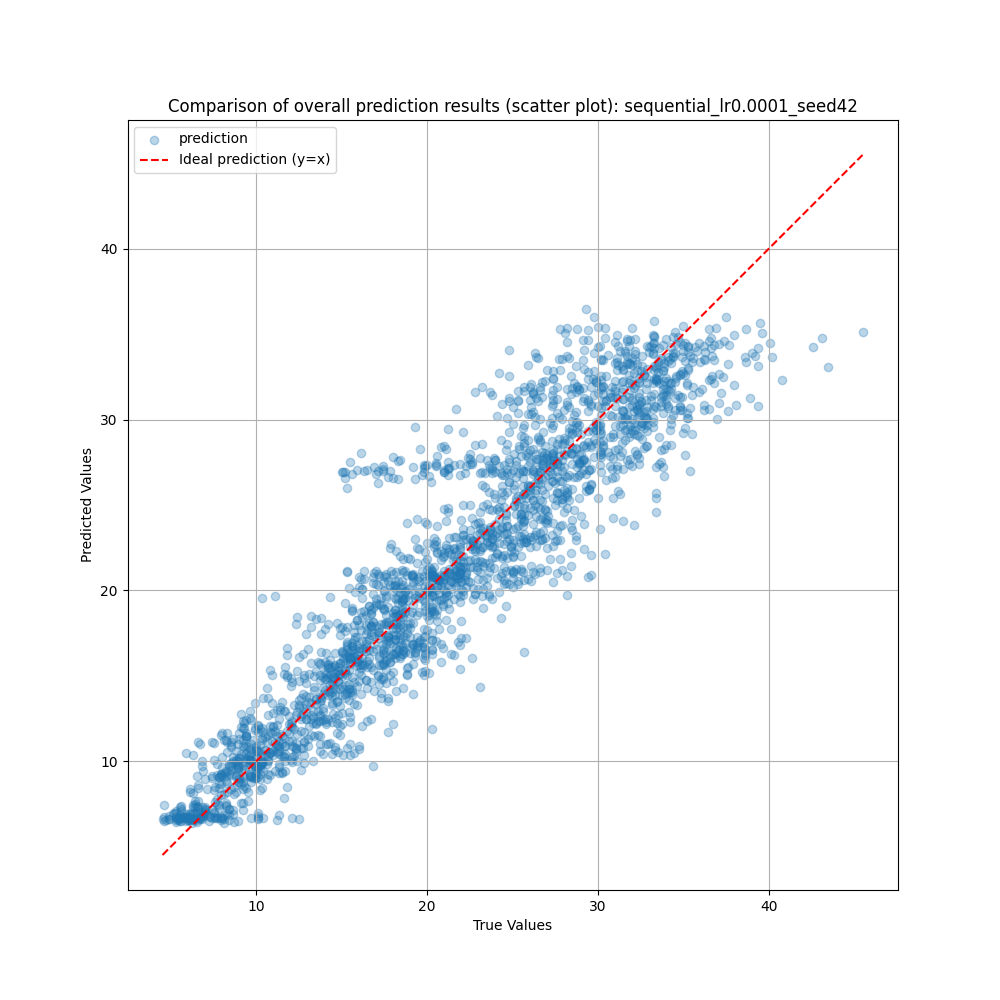 Comparison of overall prediction results (scatter plot): sequential_lr0.0001_seed42
prediction
Ideal prediction (y=x)
40
30
20
10
Predicted Values
10 20 30 40
True Values